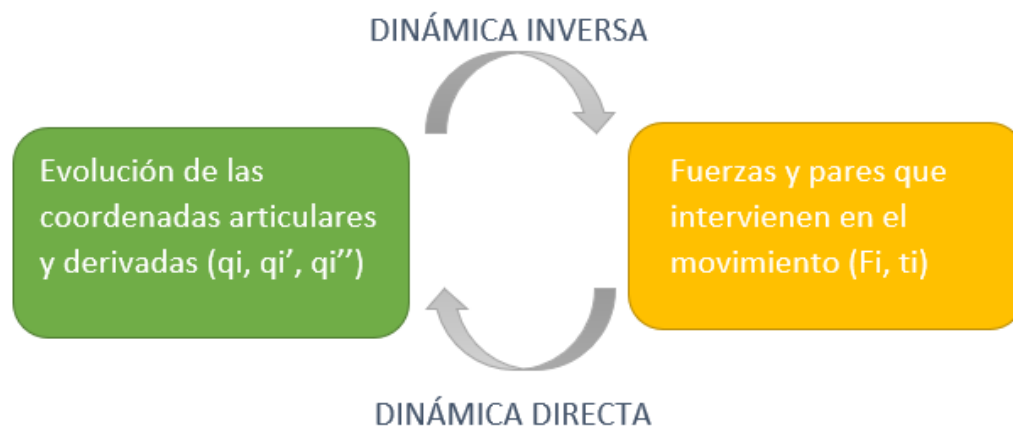 DINÁMICA INVERSA
Evolución de las
coordenadas articulares
y derivadas (qi, qi’, qi’’)
Fuerzas y pares que
intervienen en el
movimiento (Fi, ti)
DINÁMICA DIRECTA